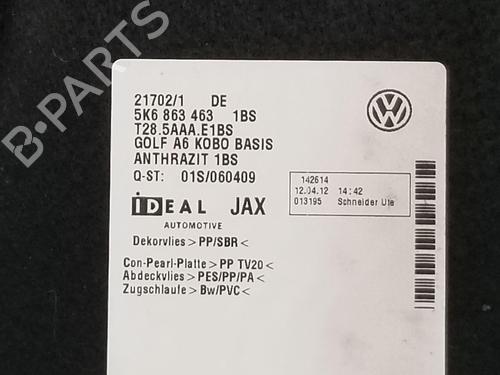 21702/1 DE
5K6 863 463 1BS
T28.5AAA.E1BS
GOLF A6 KOBO BASIS
ANTHRAZIT 1BS
Q-ST: 01S/060409
142614
12.04.12 14:42
013195 Schneider Ute
IDEAL JAX
AUTOMOTIVE
Dekorvlies > PP/SBR <
Con-Pearl-Platte > PP TV20 <
Abdeckvlies > PES/PP/PA <
Zugschlaufe > Bw/PVC <
B-PARTS